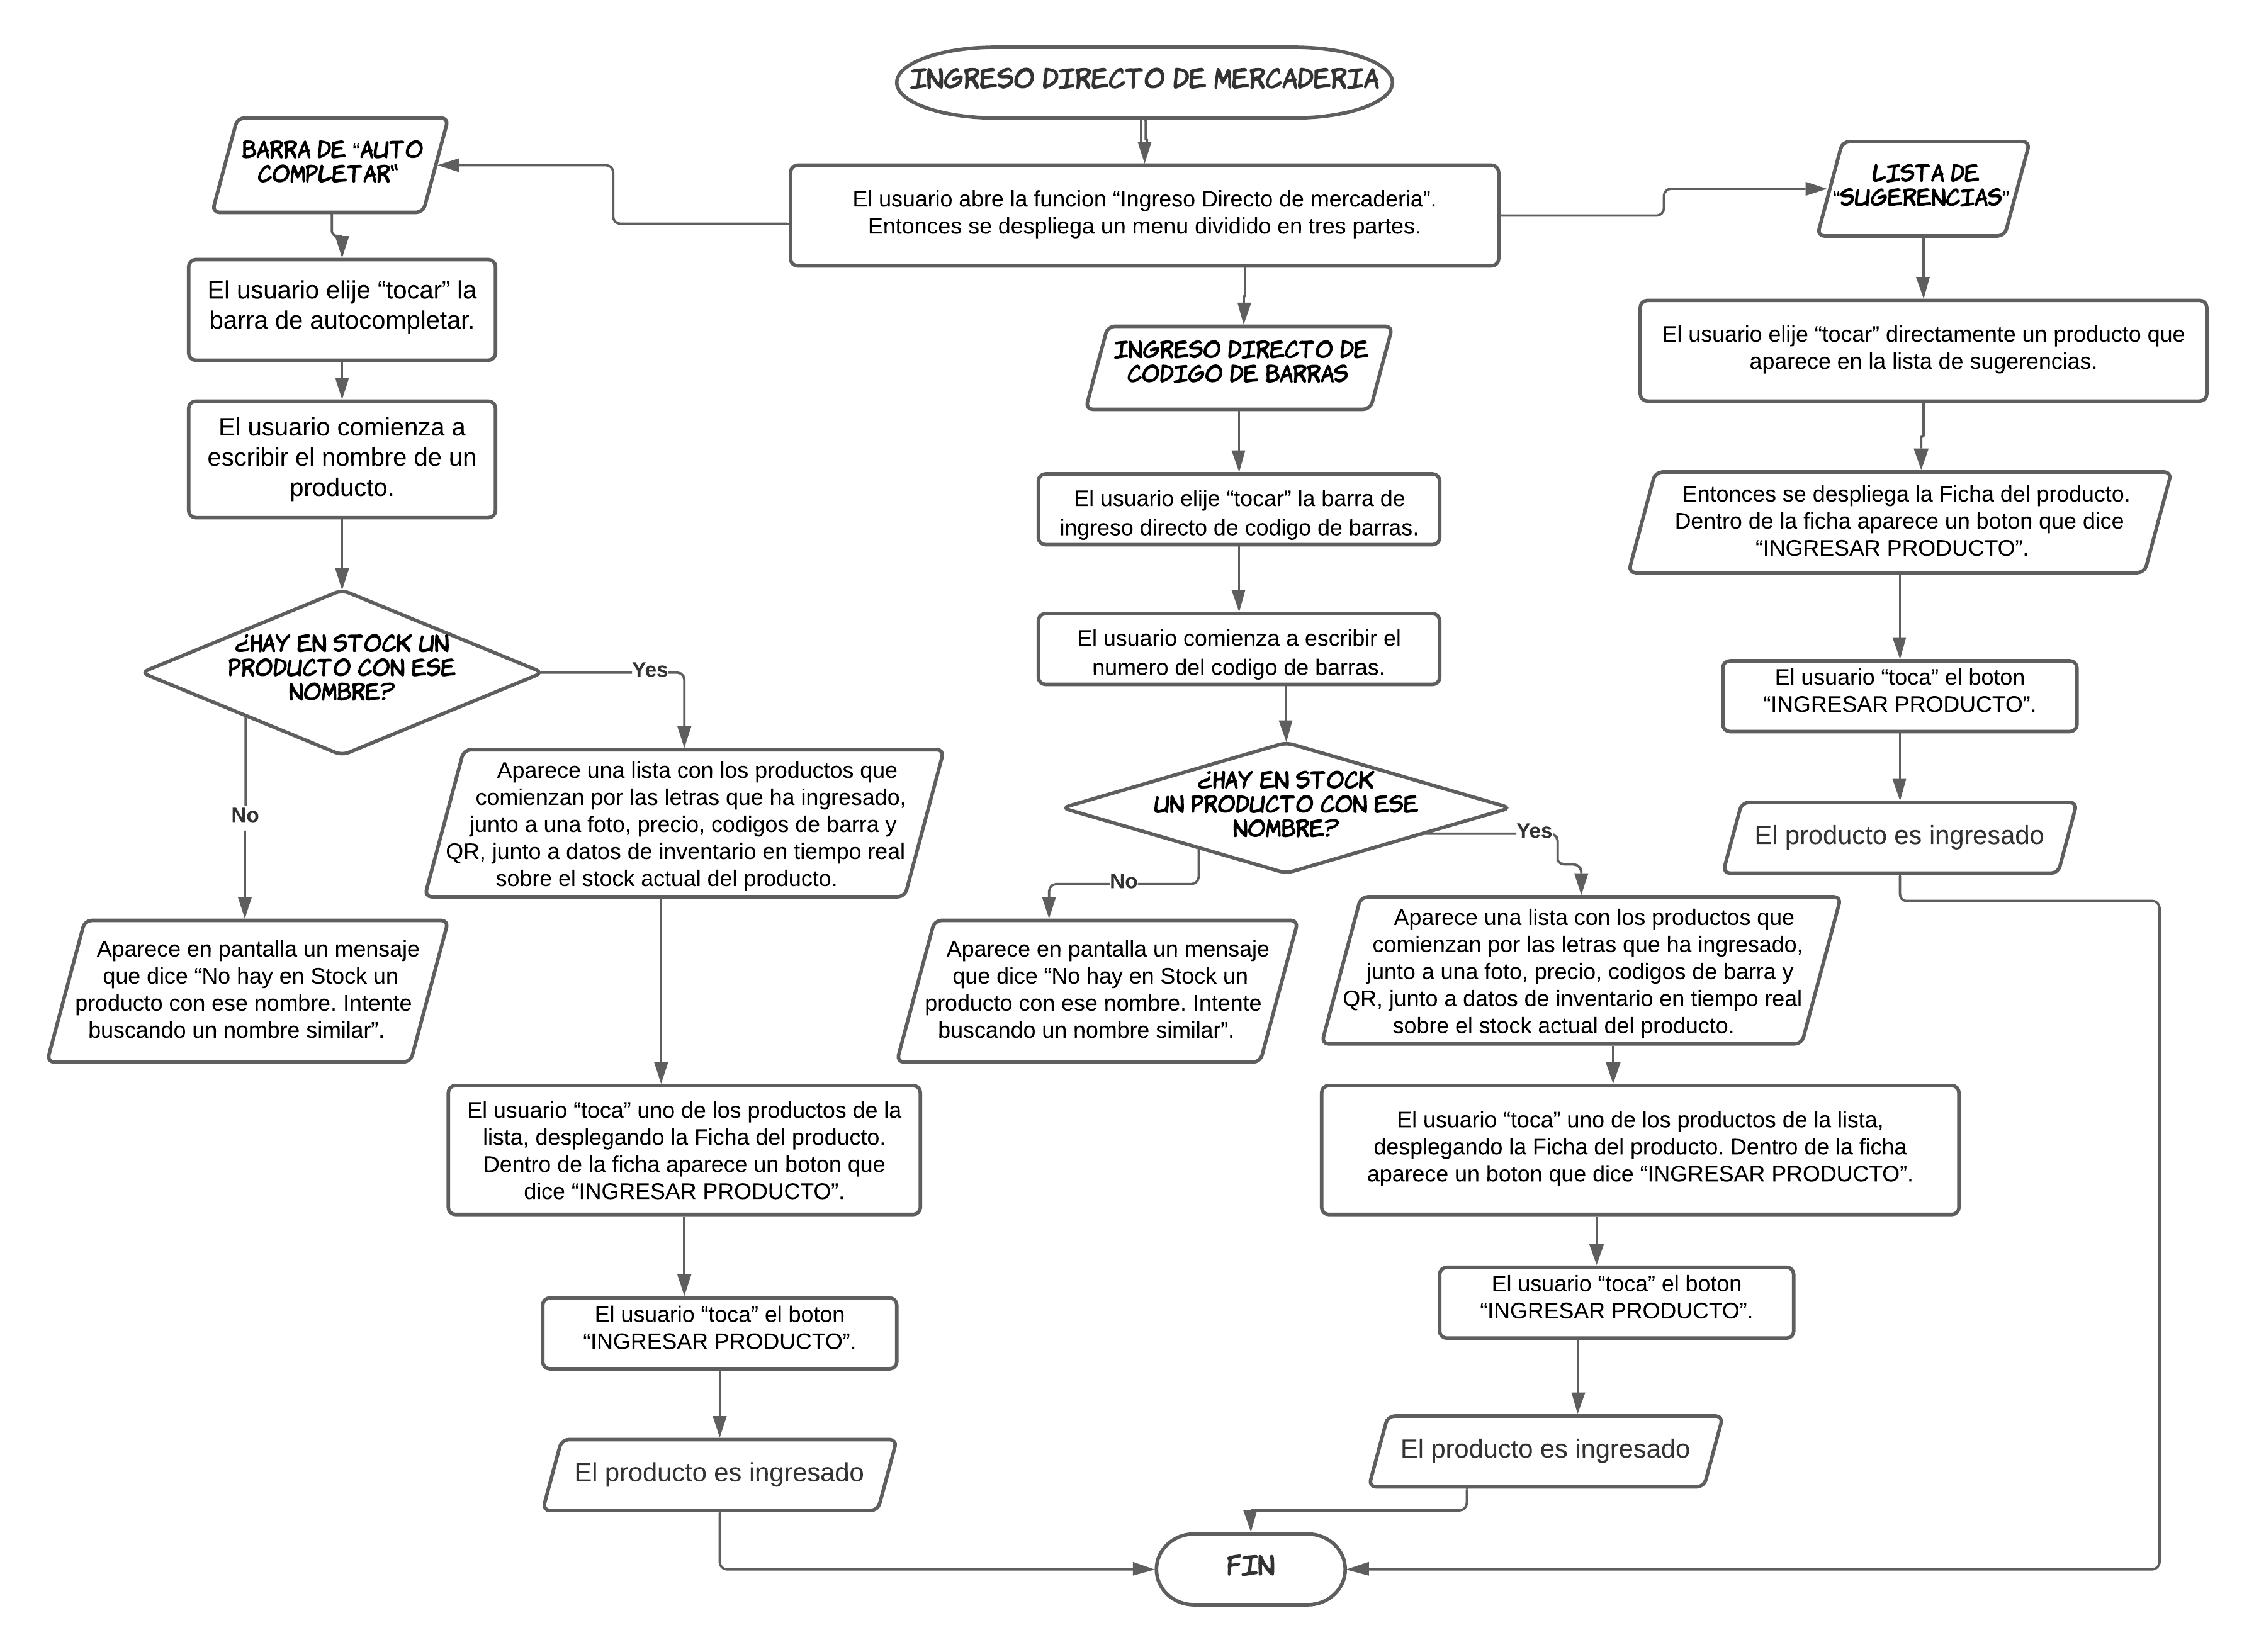 INGRESO DIRECTO DE MERCADERIA
El usuario abre la funcion “Ingreso Directo de mercaderia”.
Entonces se despliega un menu dividido en tres partes.
BARRA DE “AUTO
COMPLETAR“
El usuario elije “tocar” la
barra de autocompletar.
El usuario comienza a
escribir el nombre de un
producto.
¿HAY EN STOCK UN
PRODUCTO CON ESE
NOMBRE?
Yes
No
Aparece en pantalla un mensaje
que dice “No hay en Stock un
producto con ese nombre. Intente
buscando un nombre similar”.
Aparece una lista con los productos que
comienzan por las letras que ha ingresado,
junto a una foto, precio, codigos de barra y
QR, junto a datos de inventario en tiempo real
sobre el stock actual del producto.
El usuario “toca” uno de los productos de la
lista, desplegando la Ficha del producto.
Dentro de la ficha aparece un boton que
dice “INGRESAR PRODUCTO”.
El usuario “toca” el boton
“INGRESAR PRODUCTO”.
El producto es ingresado
INGRESO DIRECTO DE
CODIGO DE BARRAS
El usuario elije “tocar” la barra de
ingreso directo de codigo de barras.
El usuario comienza a escribir el
numero del codigo de barras.
¿HAY EN STOCK
UN PRODUCTO CON ESE
NOMBRE?
Yes
No
Aparece en pantalla un mensaje
que dice “No hay en Stock un
producto con ese nombre. Intente
buscando un nombre similar”.
Aparece una lista con los productos que
comienzan por las letras que ha ingresado,
junto a una foto, precio, codigos de barra y
QR, junto a datos de inventario en tiempo real
sobre el stock actual del producto.
El usuario “toca” uno de los productos de la lista,
desplegando la Ficha del producto. Dentro de la ficha
aparece un boton que dice “INGRESAR PRODUCTO”.
El usuario “toca” el boton
“INGRESAR PRODUCTO”.
El producto es ingresado
LISTA DE
“SUGERENCIAS”
El usuario elije “tocar” directamente un producto que
aparece en la lista de sugerencias.
Entonces se despliega la Ficha del producto.
Dentro de la ficha aparece un boton que dice
“INGRESAR PRODUCTO”.
El usuario “toca” el boton
“INGRESAR PRODUCTO”.
El producto es ingresado
FIN